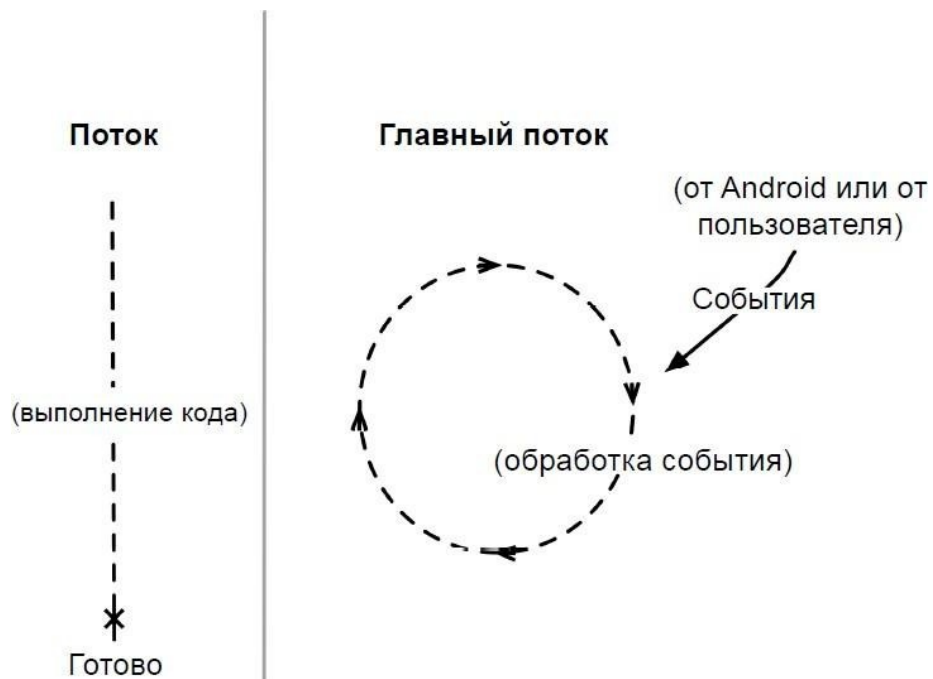 Поток
(выполнение кода)
Готово
Главный поток
(от Android или от
пользователя)
События
(обработка события)